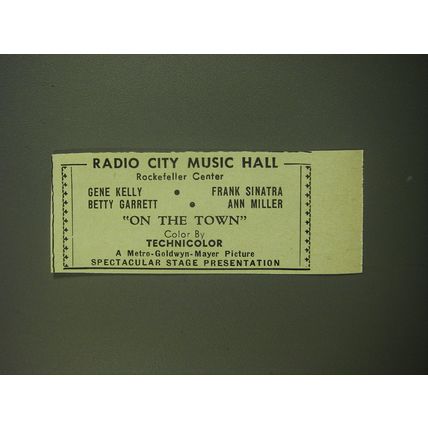 RADIO CITY MUSIC HALL
Rockefeller Center
GENE KELLY • FRANK SINATRA
BETTY GARRETT • ANN MILLER
"ON THE TOWN"
Color By
TECHNICOLOR
A Metro-Goldwyn-Mayer Picture
SPECTACULAR STAGE PRESENTATION